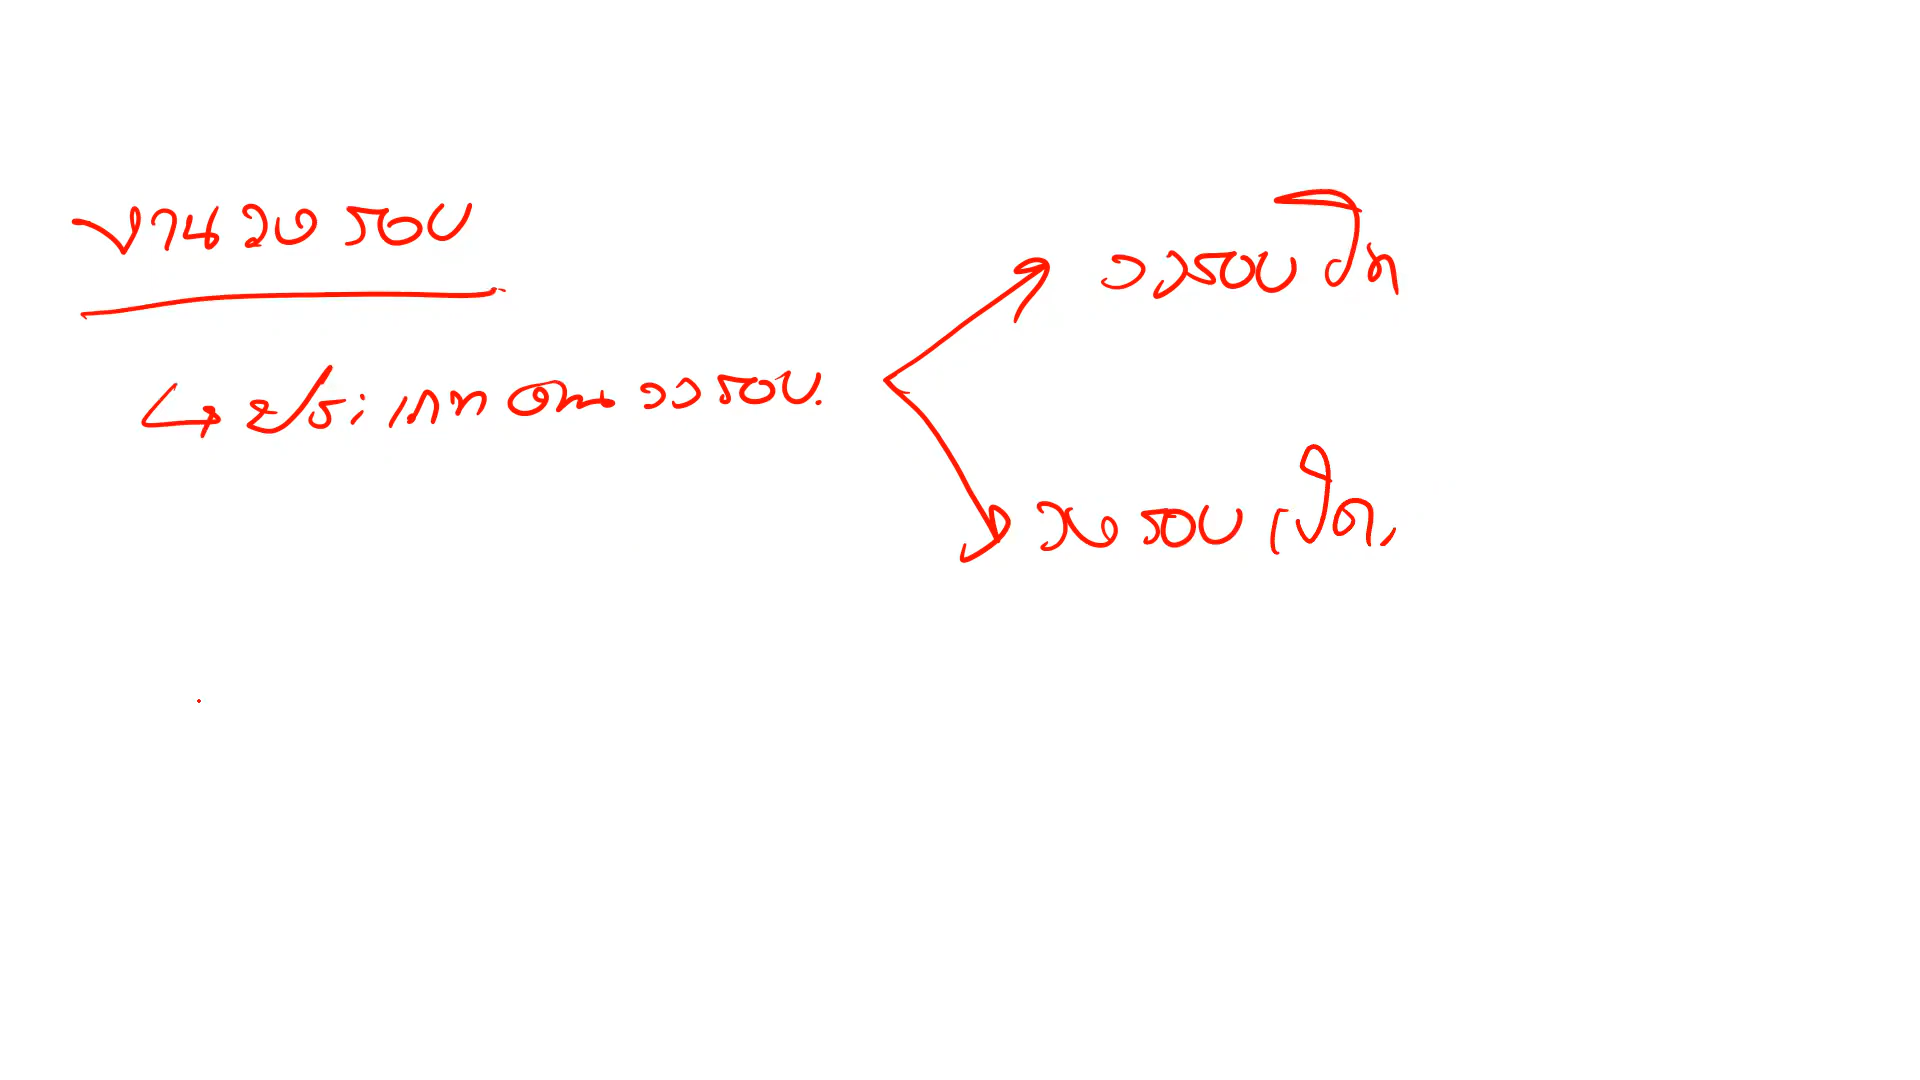 งานวงรอบ
↳ ประเภทของวงรอบ.
วงรอบปิด
วงรอบเปิด